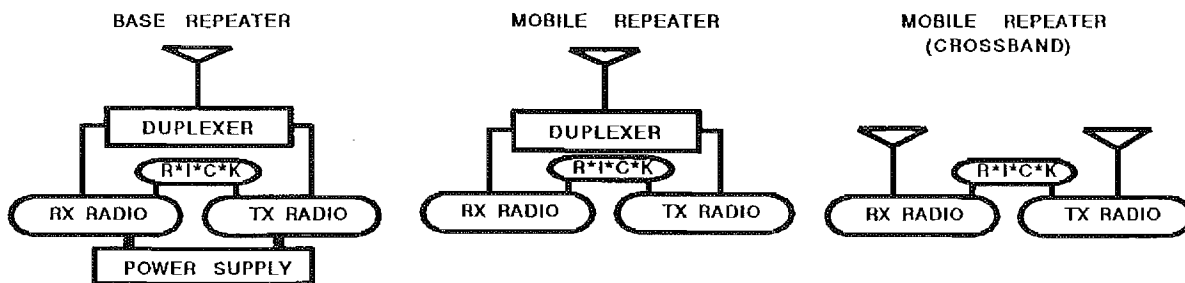 BASE REPEATER
DUPLEXER
R*I*C*K
RX RADIO
TX RADIO
POWER SUPPLY
MOBILE REPEATER
DUPLEXER
R*I*C*K
RX RADIO
TX RADIO
MOBILE REPEATER
(CROSSBAND)
R*I*C*K
RX RADIO
TX RADIO